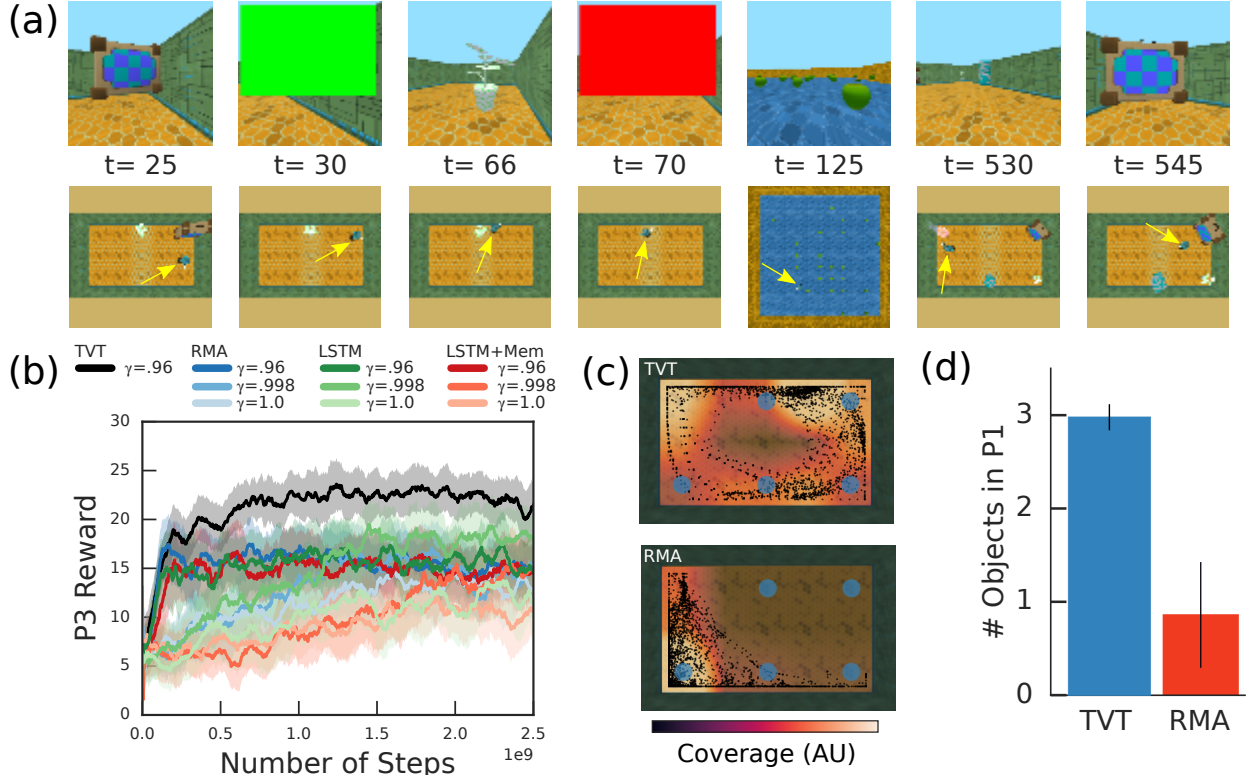 (a)
t= 25 t= 30 t= 66 t= 70 t= 125 t= 530 t= 545
(b)
TVT RMA LSTM LSTM+Mem
γ=.96 γ=.96 γ=.96 γ=.96
γ=.998 γ=.998 γ=.998
γ=1.0 γ=1.0 γ=1.0
P3 Reward
30
25
20
15
10
5
0
0.0 0.5 1.0 1.5 2.0 2.5
1e9
Number of Steps
(c)
TVT
RMA
Coverage (AU)
(d)
# Objects in P1
3
2
1
0
TVT RMA